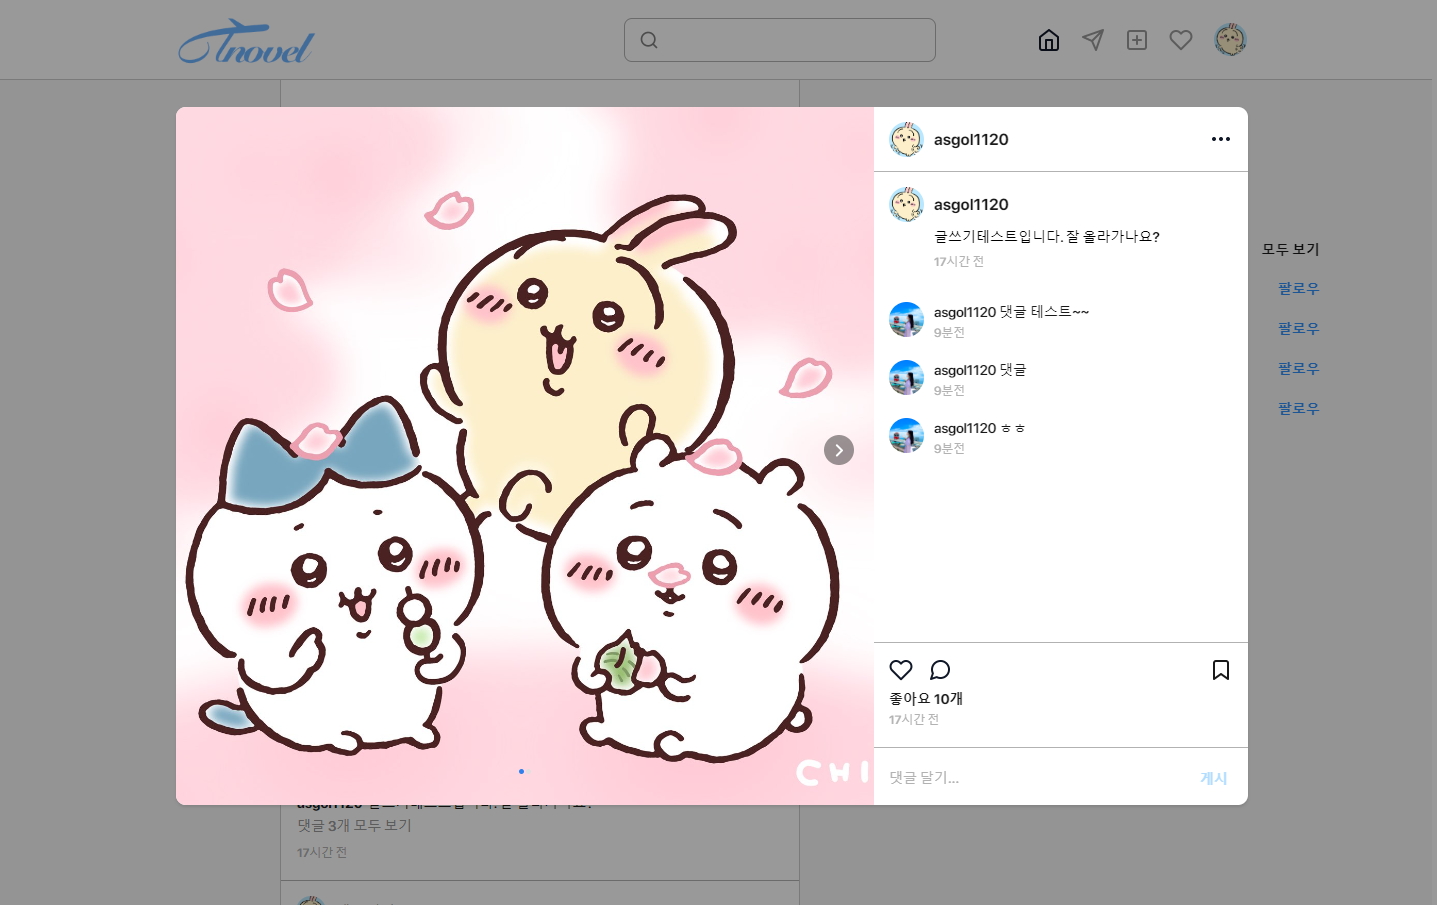 Tnovel
asgol1120
asgol1120
글쓰기테스트입니다. 잘 올라가나요?
17시간 전
asgol1120 댓글 테스트~~
9분전
asgol1120 댓글
9분전
asgol1120 ㅎㅎ
9분전
좋아요 10개
17시간 전
댓글 달기...
게시
CHI
모두 보기
팔로우
팔로우
팔로우
팔로우
댓글 3개 모두 보기
17시간 전